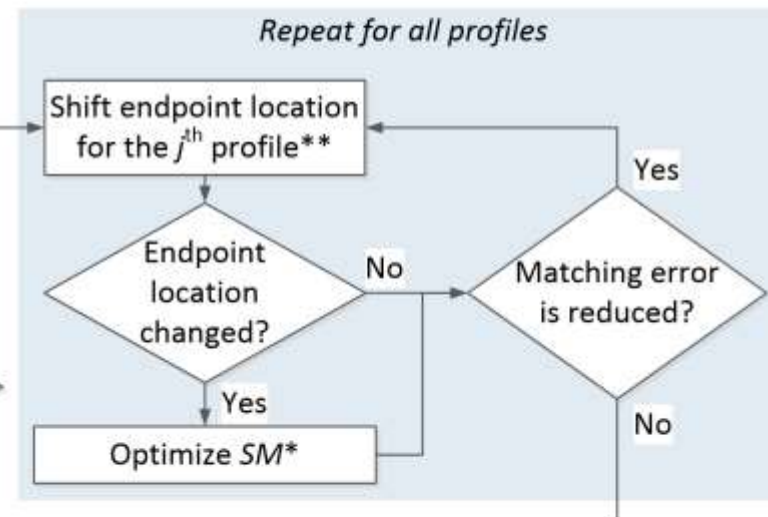 Repeat for all profiles
Shift endpoint location
for the jth profile**
Endpoint
location
changed?
No
Yes
Optimize SM*
Yes
Matching error
is reduced?
No